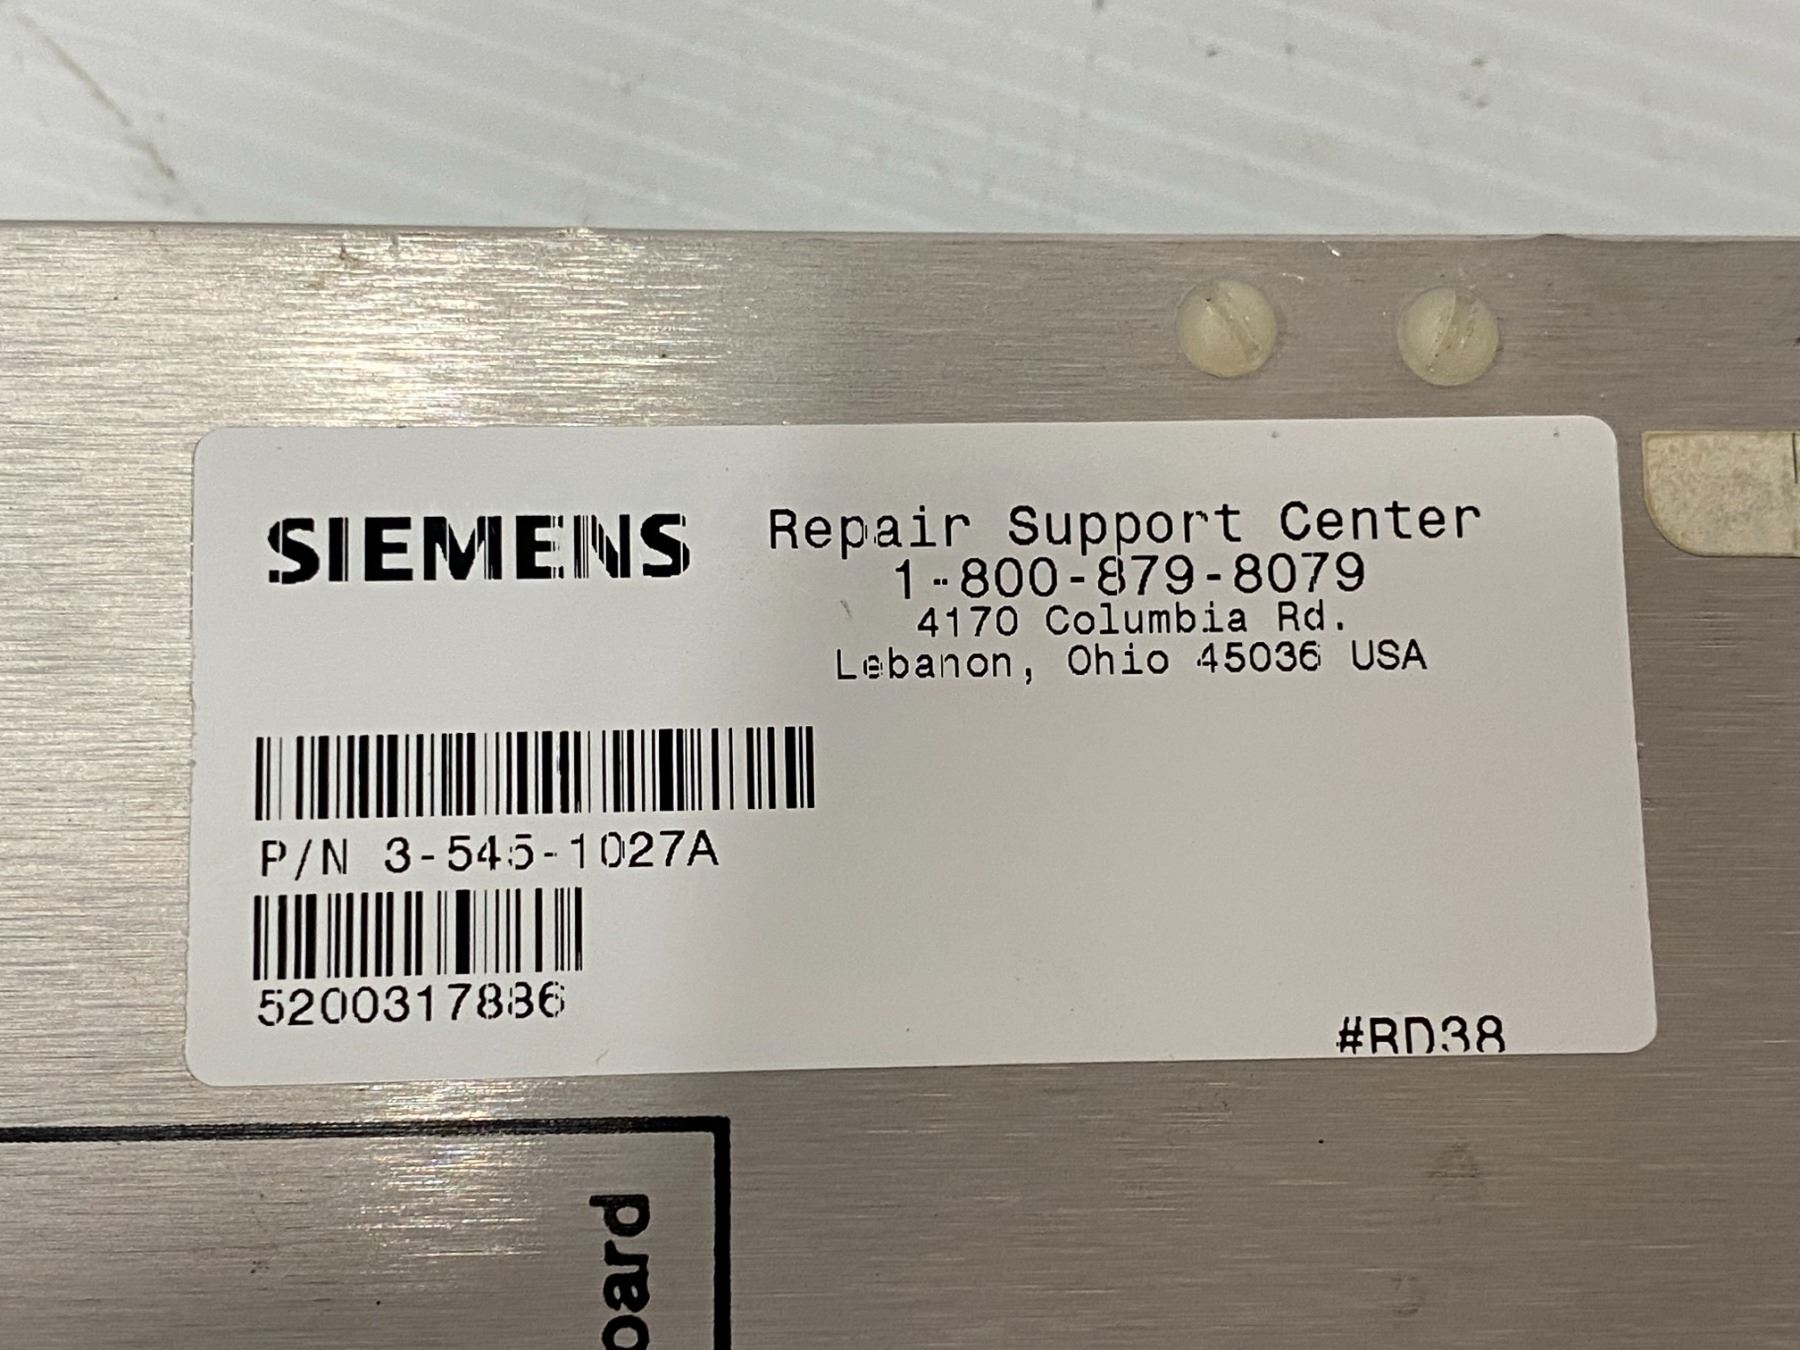 SIEMENS
Repair Support Center
1-800-879-8079
4170 Columbia Rd.
Lebanon, Ohio 45036 USA
P/N 3-545-1027A
5200317886
#RD38
oard